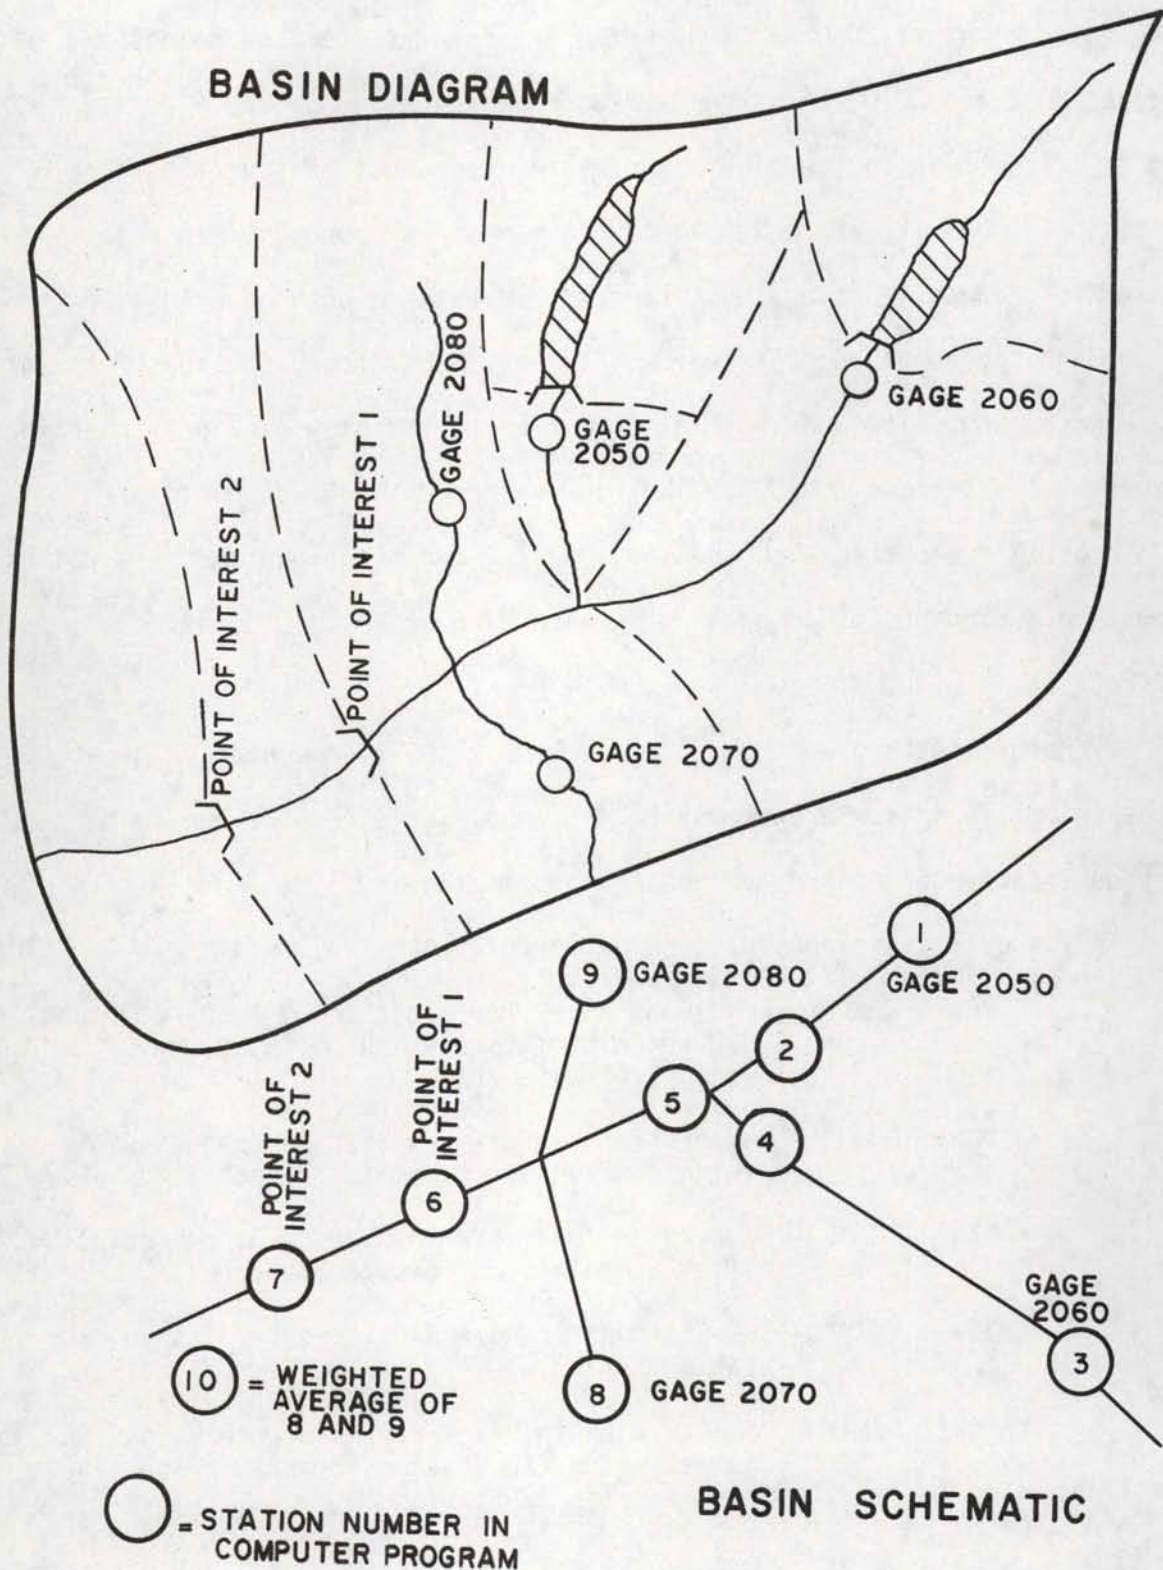 BASIN DIAGRAM
GAGE 2080
GAGE
2050
GAGE 2060
POINT OF INTEREST 1
POINT OF INTEREST 2
GAGE 2070
1
GAGE 2050
9
GAGE 2080
2
5
4
POINT OF
INTEREST 1
6
POINT OF
INTEREST 2
7
GAGE
2060
3
10 = WEIGHTED
AVERAGE OF
8 AND 9
8
GAGE 2070
= STATION NUMBER IN
COMPUTER PROGRAM
BASIN SCHEMATIC